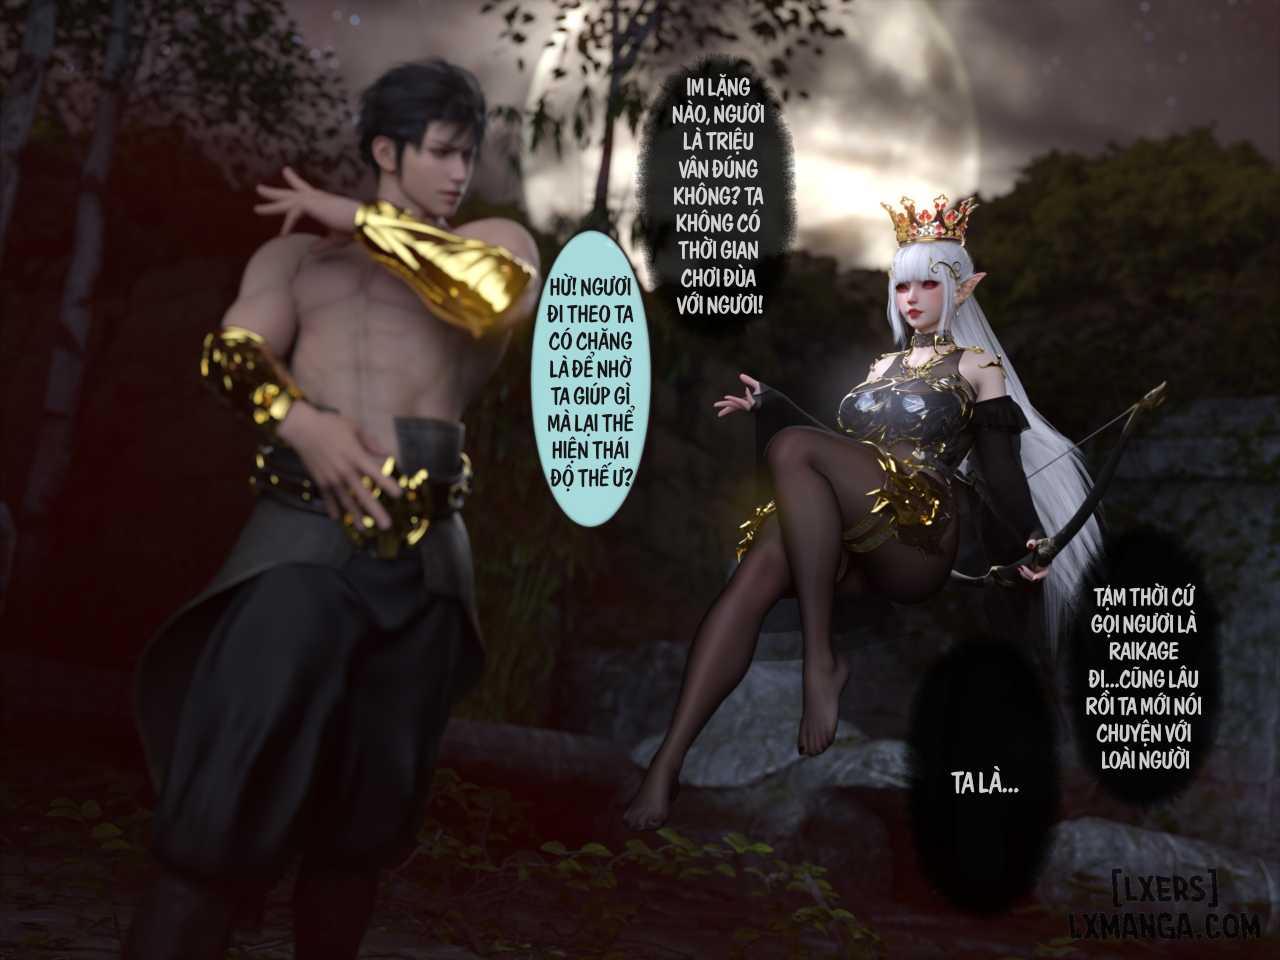 IM LẶNG
NÀO, NGƯƠI
LÀ TRIỆU
VÂN ĐÚNG
KHÔNG? TA
KHÔNG CÓ
THỜI GIAN
CHƠI ĐÙA
VỚI NGƯƠI!
HỪ! NGƯƠI
ĐI THEO TA
CÓ CHĂNG
LÀ ĐỂ NHỜ
TA GIÚP GÌ
MÀ LẠI THỂ
HIỆN THÁI
ĐỘ THẾ Ư?
TẠM THỜI CỨ
GỌI NGƯƠI LÀ
RAIKAGE
ĐI...CŨNG LÂU
RỒI TA MỚI NÓI
CHUYỆN VỚI
LOÀI NGƯỜI
TA LÀ...
[LXERS]
LXMANGA.COM